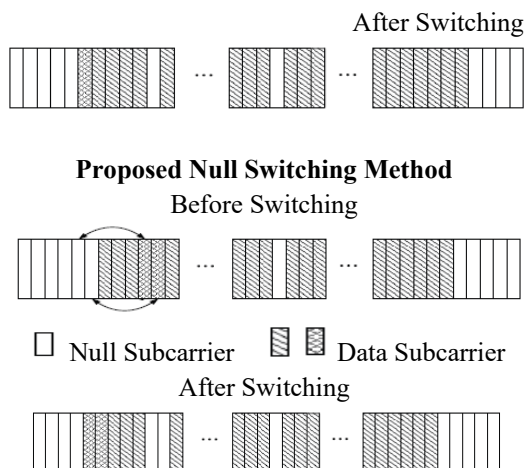 After Switching
... ...
Proposed Null Switching Method
Before Switching
... ...
Null Subcarrier Data Subcarrier
After Switching
... ...